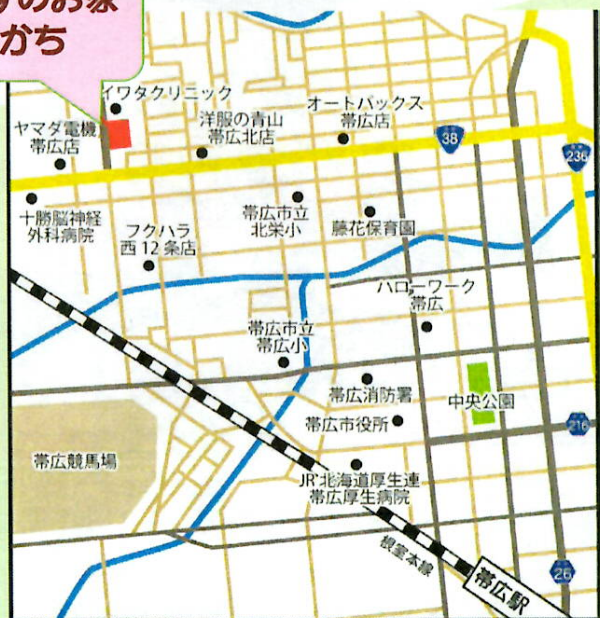 のお家
かち
イワタクリニック
オートバックス
帯広店
洋服の青山
帯広北店
ヤマダ電機
帯広店
38
236
十勝脳神経
外科病院
フクハラ
西12条店
帯広市立
北栄小
藤花保育園
ハローワーク
帯広
帯広市立
帯広小
帯広消防署
中央公園
帯広市役所
216
帯広競馬場
JR北海道厚生連
帯広厚生病院
根室本線
帯広駅
26